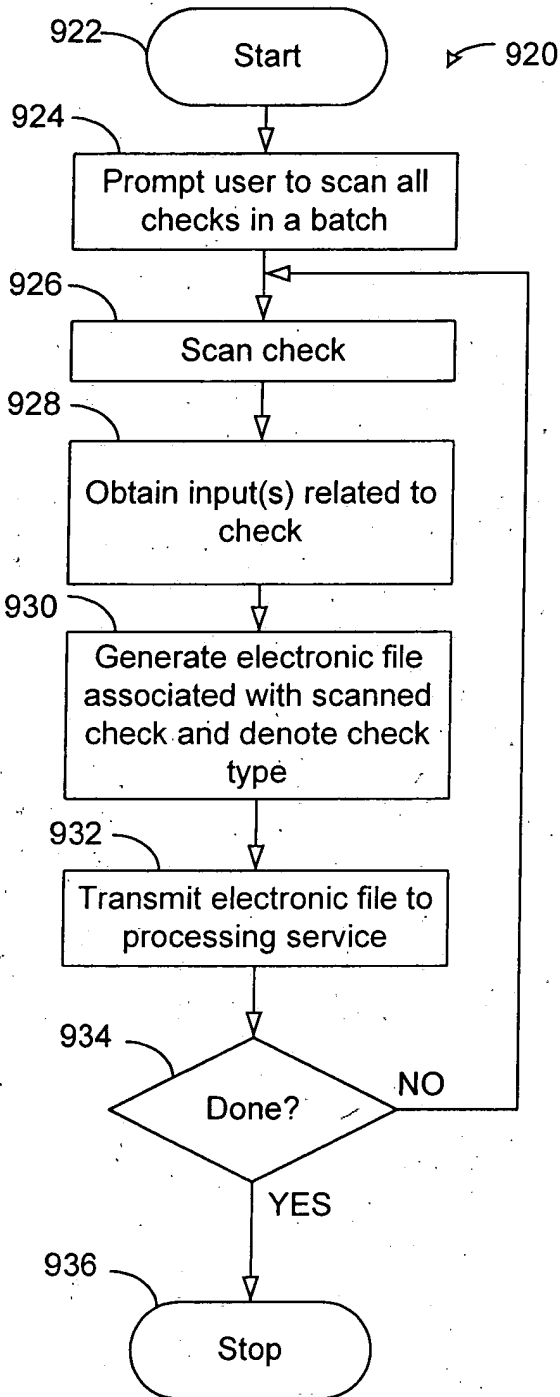 922
Start
920
924
Prompt user to scan all
checks in a batch
926
Scan check
928
Obtain input(s) related to
check
930
Generate electronic file
associated with scanned
check and denote check
type
932
Transmit electronic file to
processing service
934
Done?
NO
YES
936
Stop